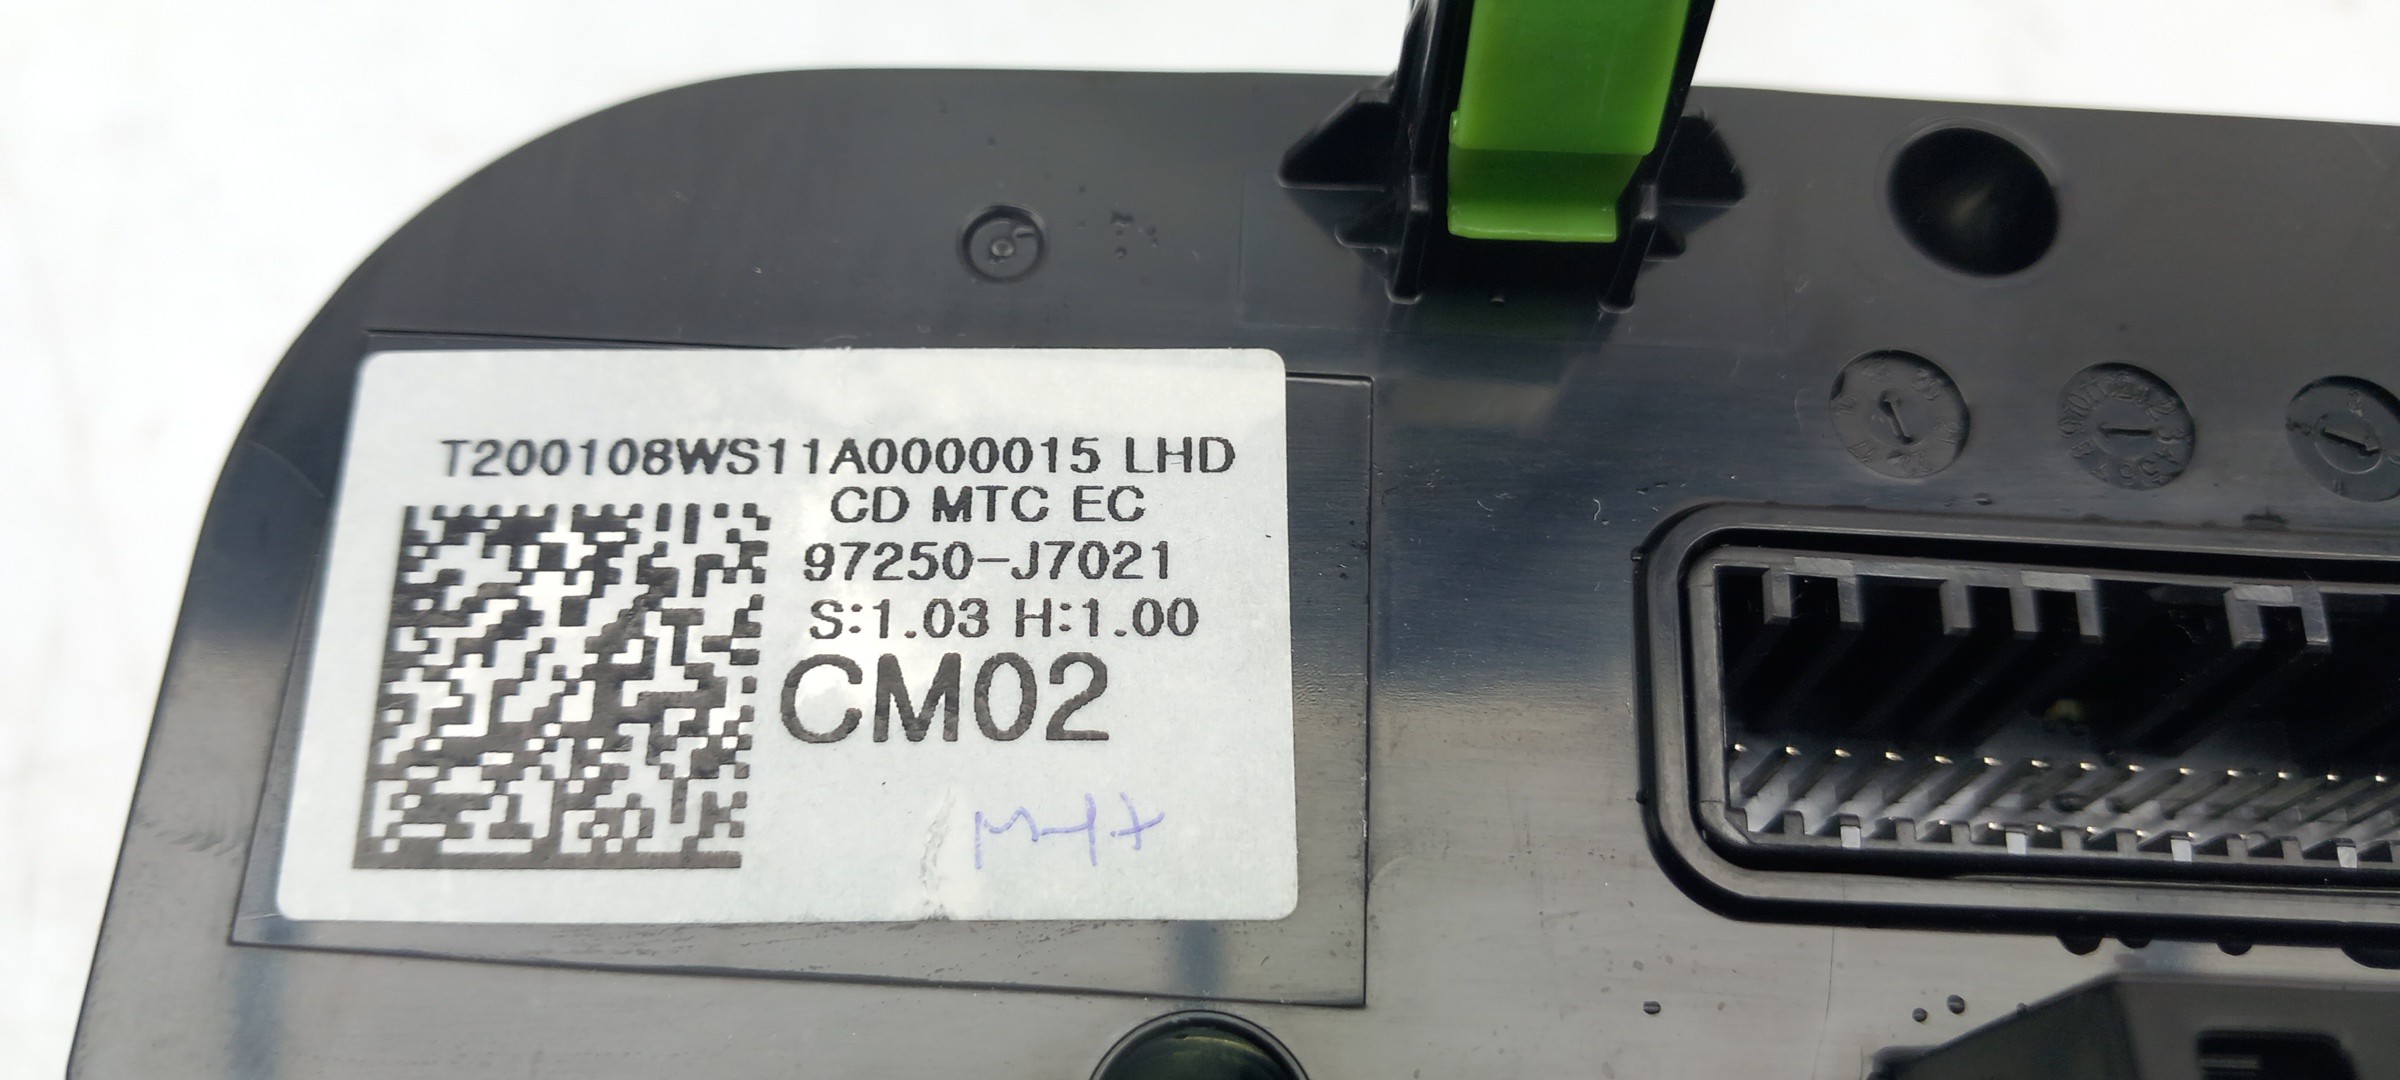 T200108WS11A0000015 LHD
CD MTC EC
97250-J7021
S:1.03 H:1.00
CM02